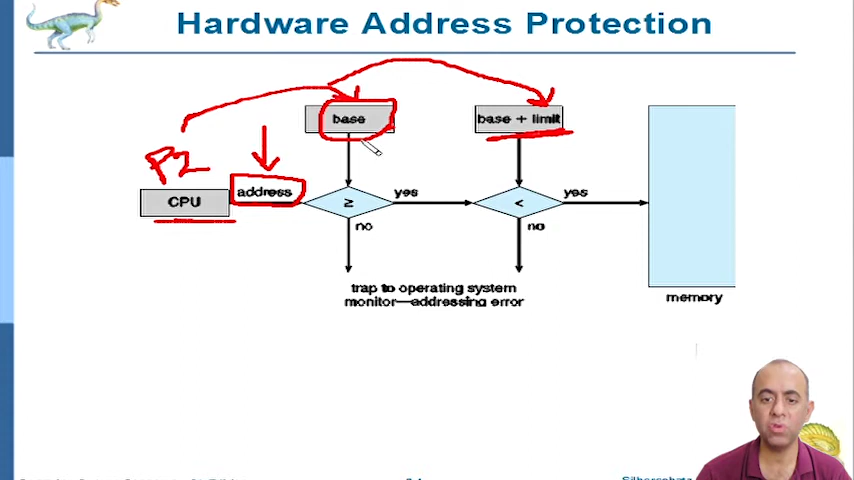 Hardware Address Protection
base
base + limit
P2
address
yes
yes
CPU
≥
<
no
no
trap to operating system
monitor—addressing error
memory